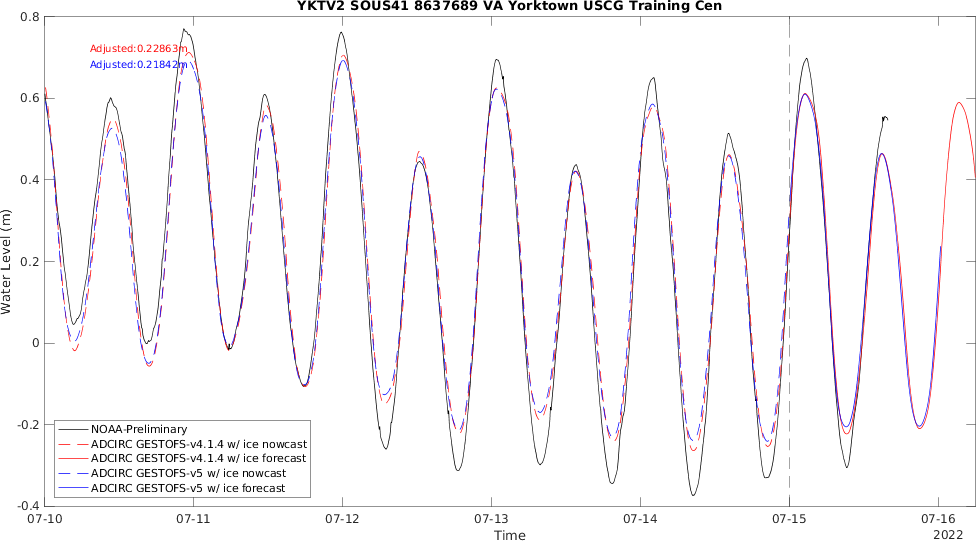 YKTV2 SOUS41 8637689 VA Yorktown USCG Training Cen
Adjusted:0.22863m
Adjusted:0.21842m
Water Level (m)
0.8
0.6
0.4
0.2
0
-0.2
-0.4
NOAA-Preliminary
ADCIRC GESTOFS-v4.1.4 w/ ice nowcast
ADCIRC GESTOFS-v4.1.4 w/ ice forecast
ADCIRC GESTOFS-v5 w/ ice nowcast
ADCIRC GESTOFS-v5 w/ ice forecast
07-10 07-11 07-12 07-13 07-14 07-15 07-16
Time
2022